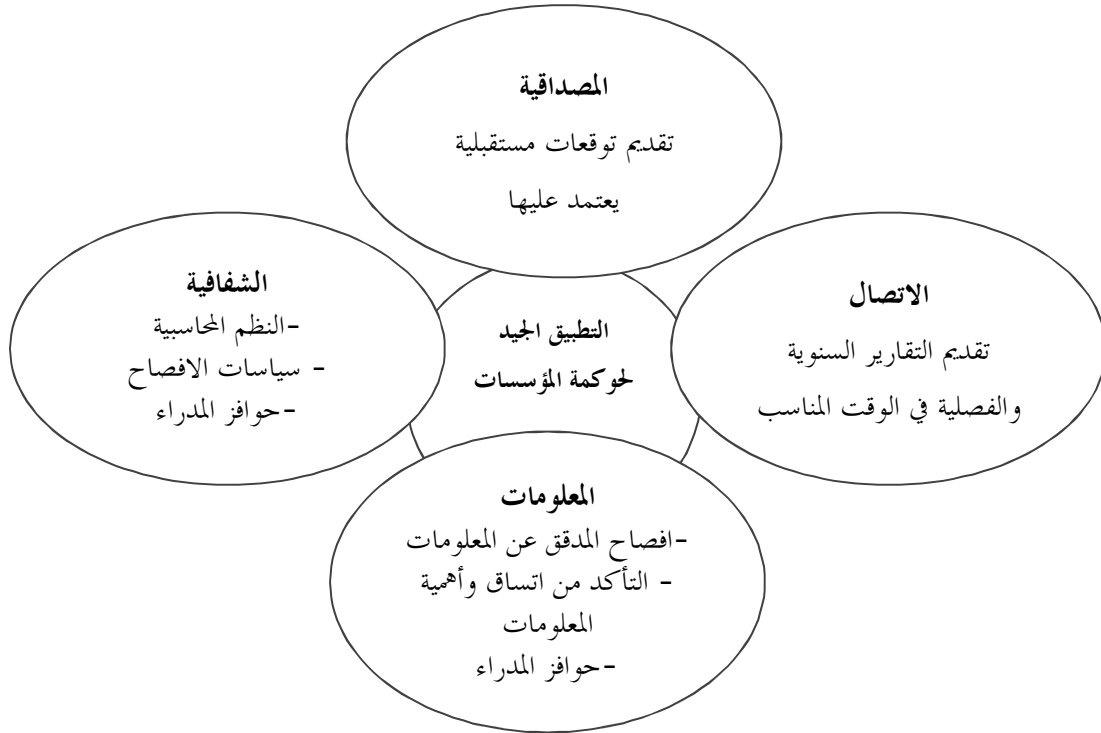 المصداقية
تقديم توقعات مستقبلية
يعتمد عليها
الاتصال
تقديم التقارير السنوية
والفصلية في الوقت المناسب
التطبيق الجيد
لحوكمة المؤسسات
الشفافية
-النظم المحاسبية
- سياسات الافصاح
-حوافز المدراء
المعلومات
-افصاح المدقق عن المعلومات
- التأكد من اتساق وأهمية
المعلومات
-حوافز المدراء